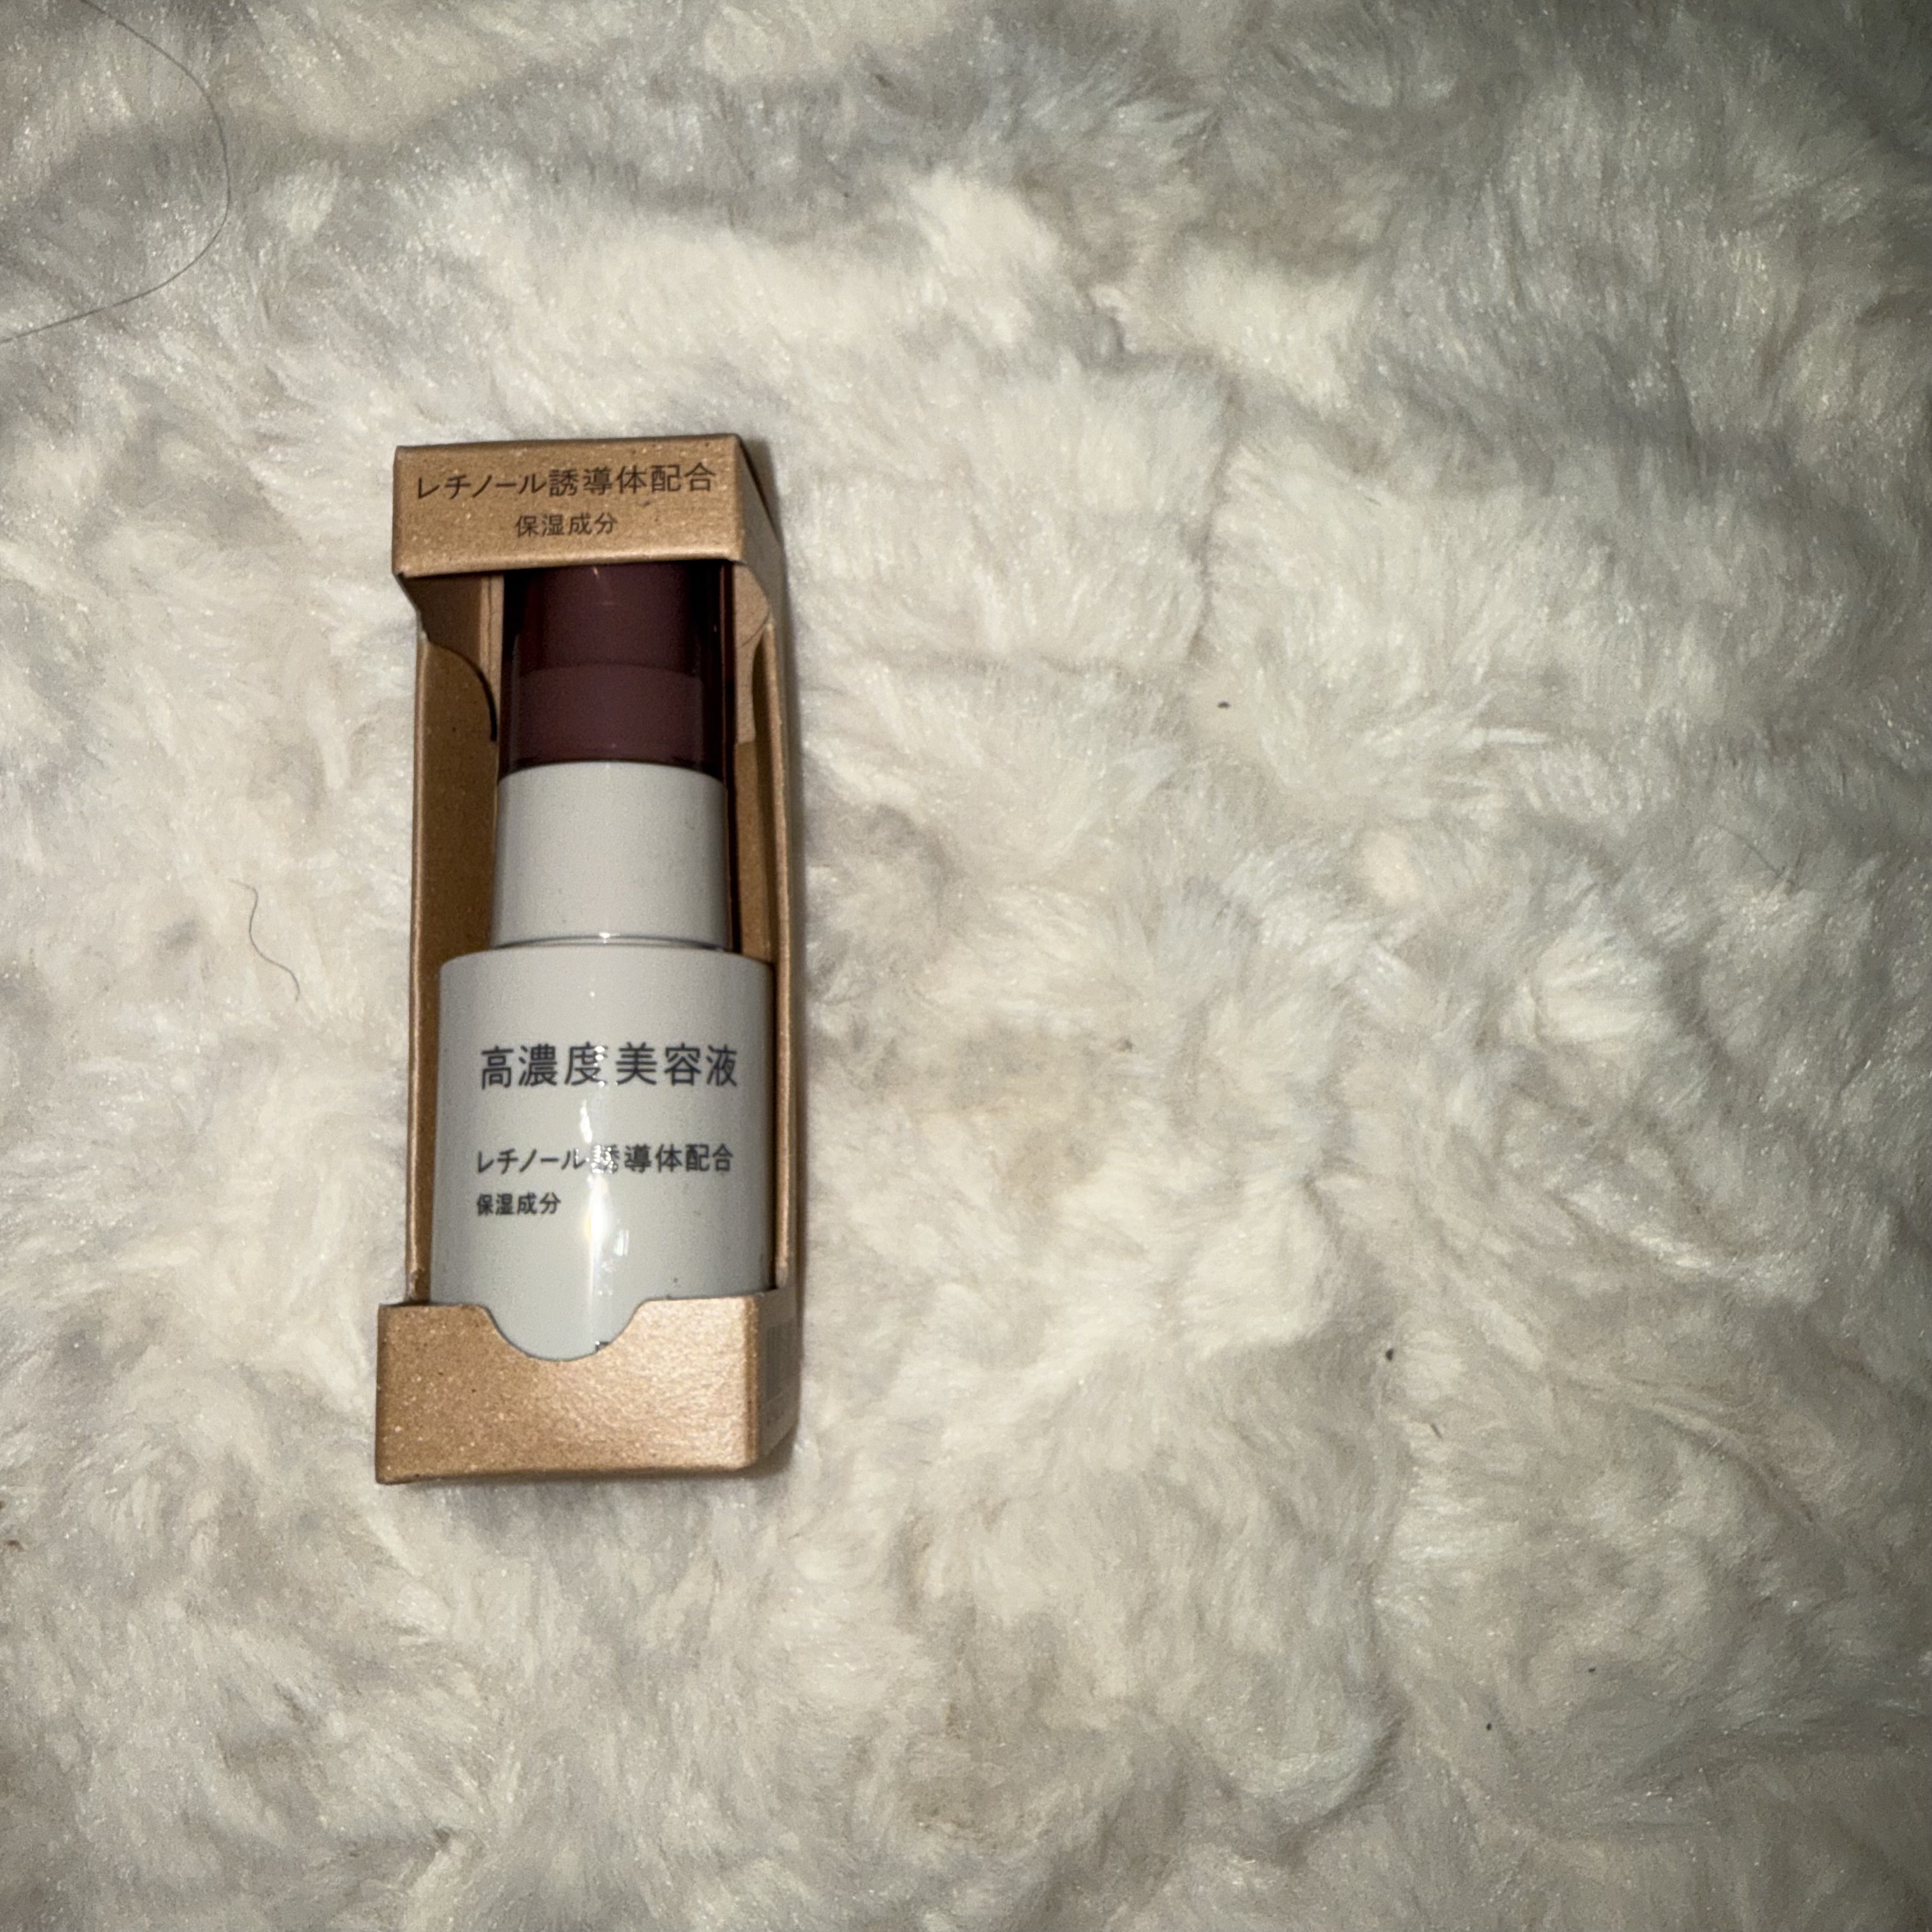 レチノール誘導体配合
保湿成分
高濃度美容液
レチノール誘導体配合
保湿成分